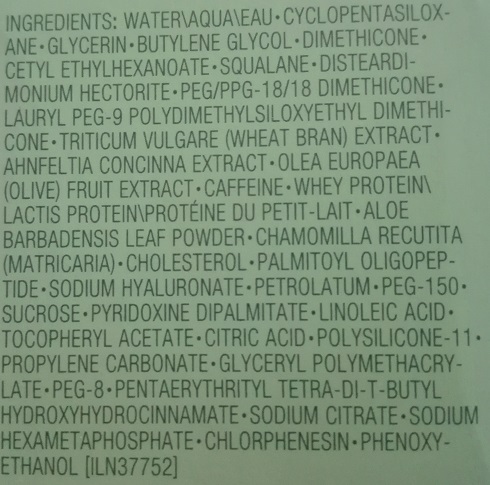 INGREDIENTS: WATER\AQUA\EAU•CYCLOPENTASILOX-
ANE•GLYCERIN•BUTYLENE GLYCOL•DIMETHICONE•
CETYL ETHYLHEXANOATE•SQUALANE•DISTEARDI-
MONIUM HECTORITE•PEG/PPG-18/18 DIMETHICONE•
LAURYL PEG-9 POLYDIMETHYLSILOXYETHYL DIMETHI-
CONE•TRITICUM VULGARE (WHEAT BRAN) EXTRACT•
AHNFELTIA CONCINNA EXTRACT•OLEA EUROPAEA
(OLIVE) FRUIT EXTRACT•CAFFEINE•WHEY PROTEIN\
LACTIS PROTEIN\PROTÉINE DU PETIT-LAIT•ALOE
BARBADENSIS LEAF POWDER•CHAMOMILLA RECUTITA
(MATRICARIA)•CHOLESTEROL•PALMITOYL OLIGOPEP-
TIDE•SODIUM HYALURONATE•PETROLATUM•PEG-150•
SUCROSE•PYRIDOXINE DIPALMITATE•LINOLEIC ACID•
TOCOPHERYL ACETATE•CITRIC ACID•POLYSILICONE-11•
PROPYLENE CARBONATE•GLYCERYL POLYMETHACRY-
LATE•PEG-8•PENTAERYTHRITYL TETRA-DI-T-BUTYL
HYDROXYHYDROCINNAMATE•SODIUM CITRATE•SODIUM
HEXAMETAPHOSPHATE•CHLORPHENESIN•PHENOXY-
ETHANOL [ILN37752]